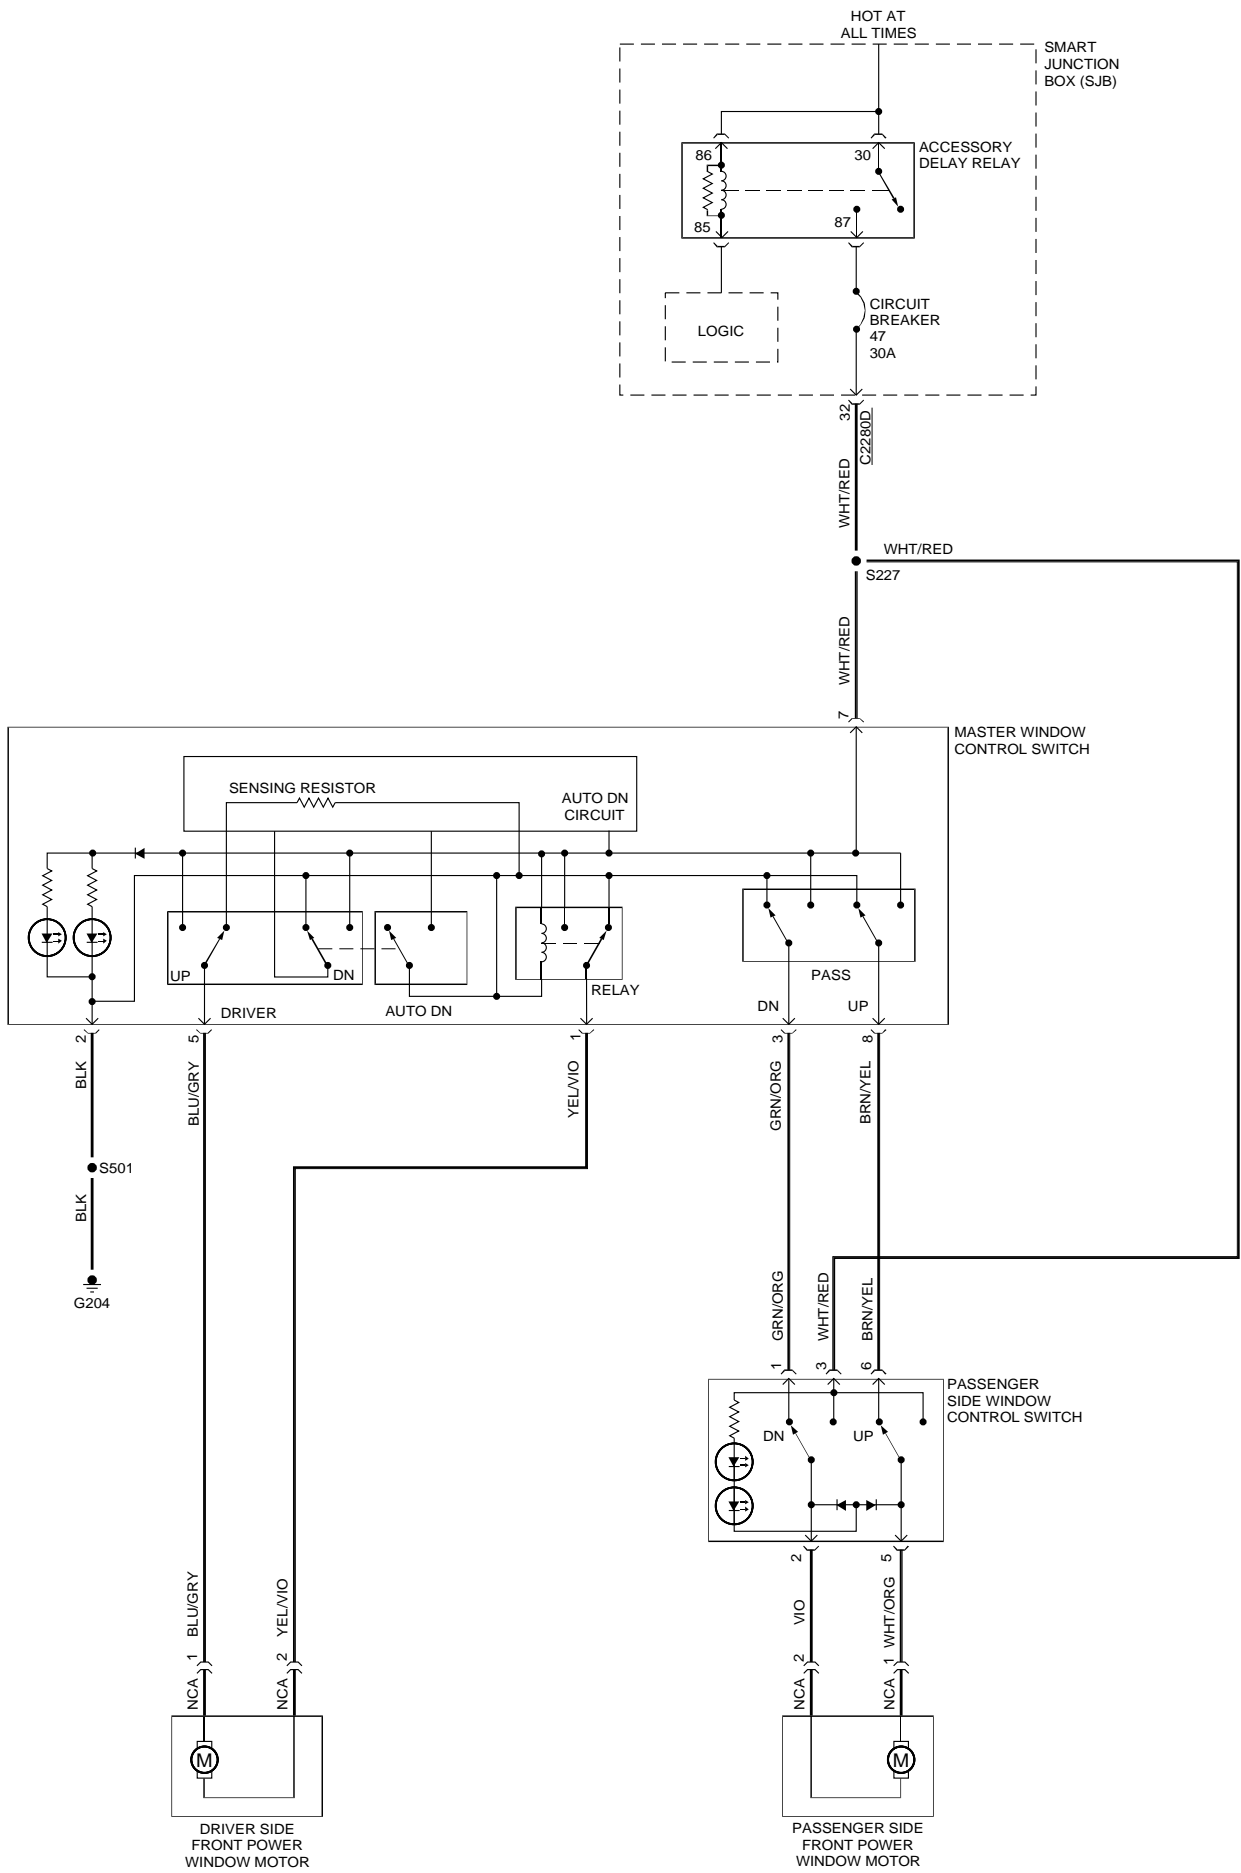 HOT AT
ALL TIMES
SMART
JUNCTION
BOX (SJB)
86
30
ACCESSORY
DELAY RELAY
85
87
LOGIC
CIRCUIT
BREAKER
47
30A
32
C2280D
WHT/RED
WHT/RED
S227
WHT/RED
7
MASTER WINDOW
CONTROL SWITCH
SENSING RESISTOR
AUTO DN
CIRCUIT
UP
DN
RELAY
PASS
DRIVER
AUTO DN
DN
UP
2
5
1
3
8
BLK
BLU/GRY
YEL/VIO
GRN/ORG
BRN/YEL
S501
BLK
G204
GRN/ORG
WHT/RED
BRN/YEL
1
3
6
PASSENGER
SIDE WINDOW
CONTROL SWITCH
DN
UP
2
5
BLU/GRY
YEL/VIO
VIO
WHT/ORG
1
2
2
1
NCA
NCA
NCA
NCA
M
M
DRIVER SIDE
FRONT POWER
WINDOW MOTOR
PASSENGER SIDE
FRONT POWER
WINDOW MOTOR